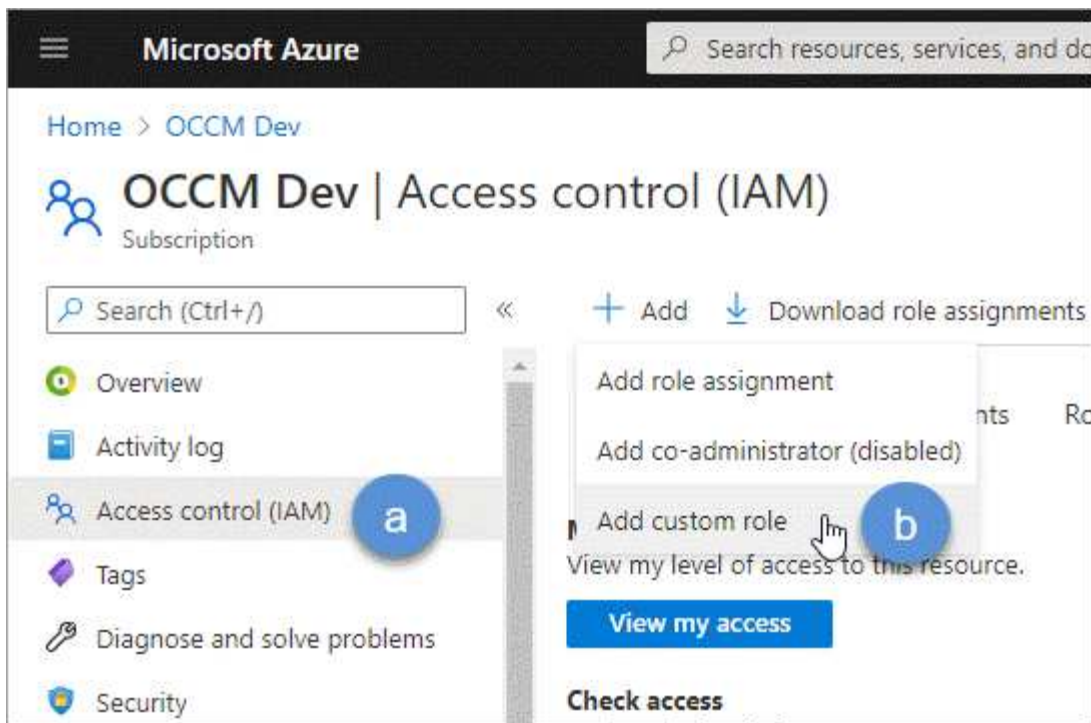 Microsoft Azure
Search resources, services, and do
Home > OCCM Dev
OCCM Dev | Access control (IAM)
Subscription
Search (Ctrl+/)
«
+ Add
Download role assignments
Overview
Activity log
Access control (IAM)
a
Tags
Diagnose and solve problems
Security
Add role assignment
nts
Ro
Add co-administrator (disabled)
Add custom role
b
View my level of access to this resource.
View my access
Check access